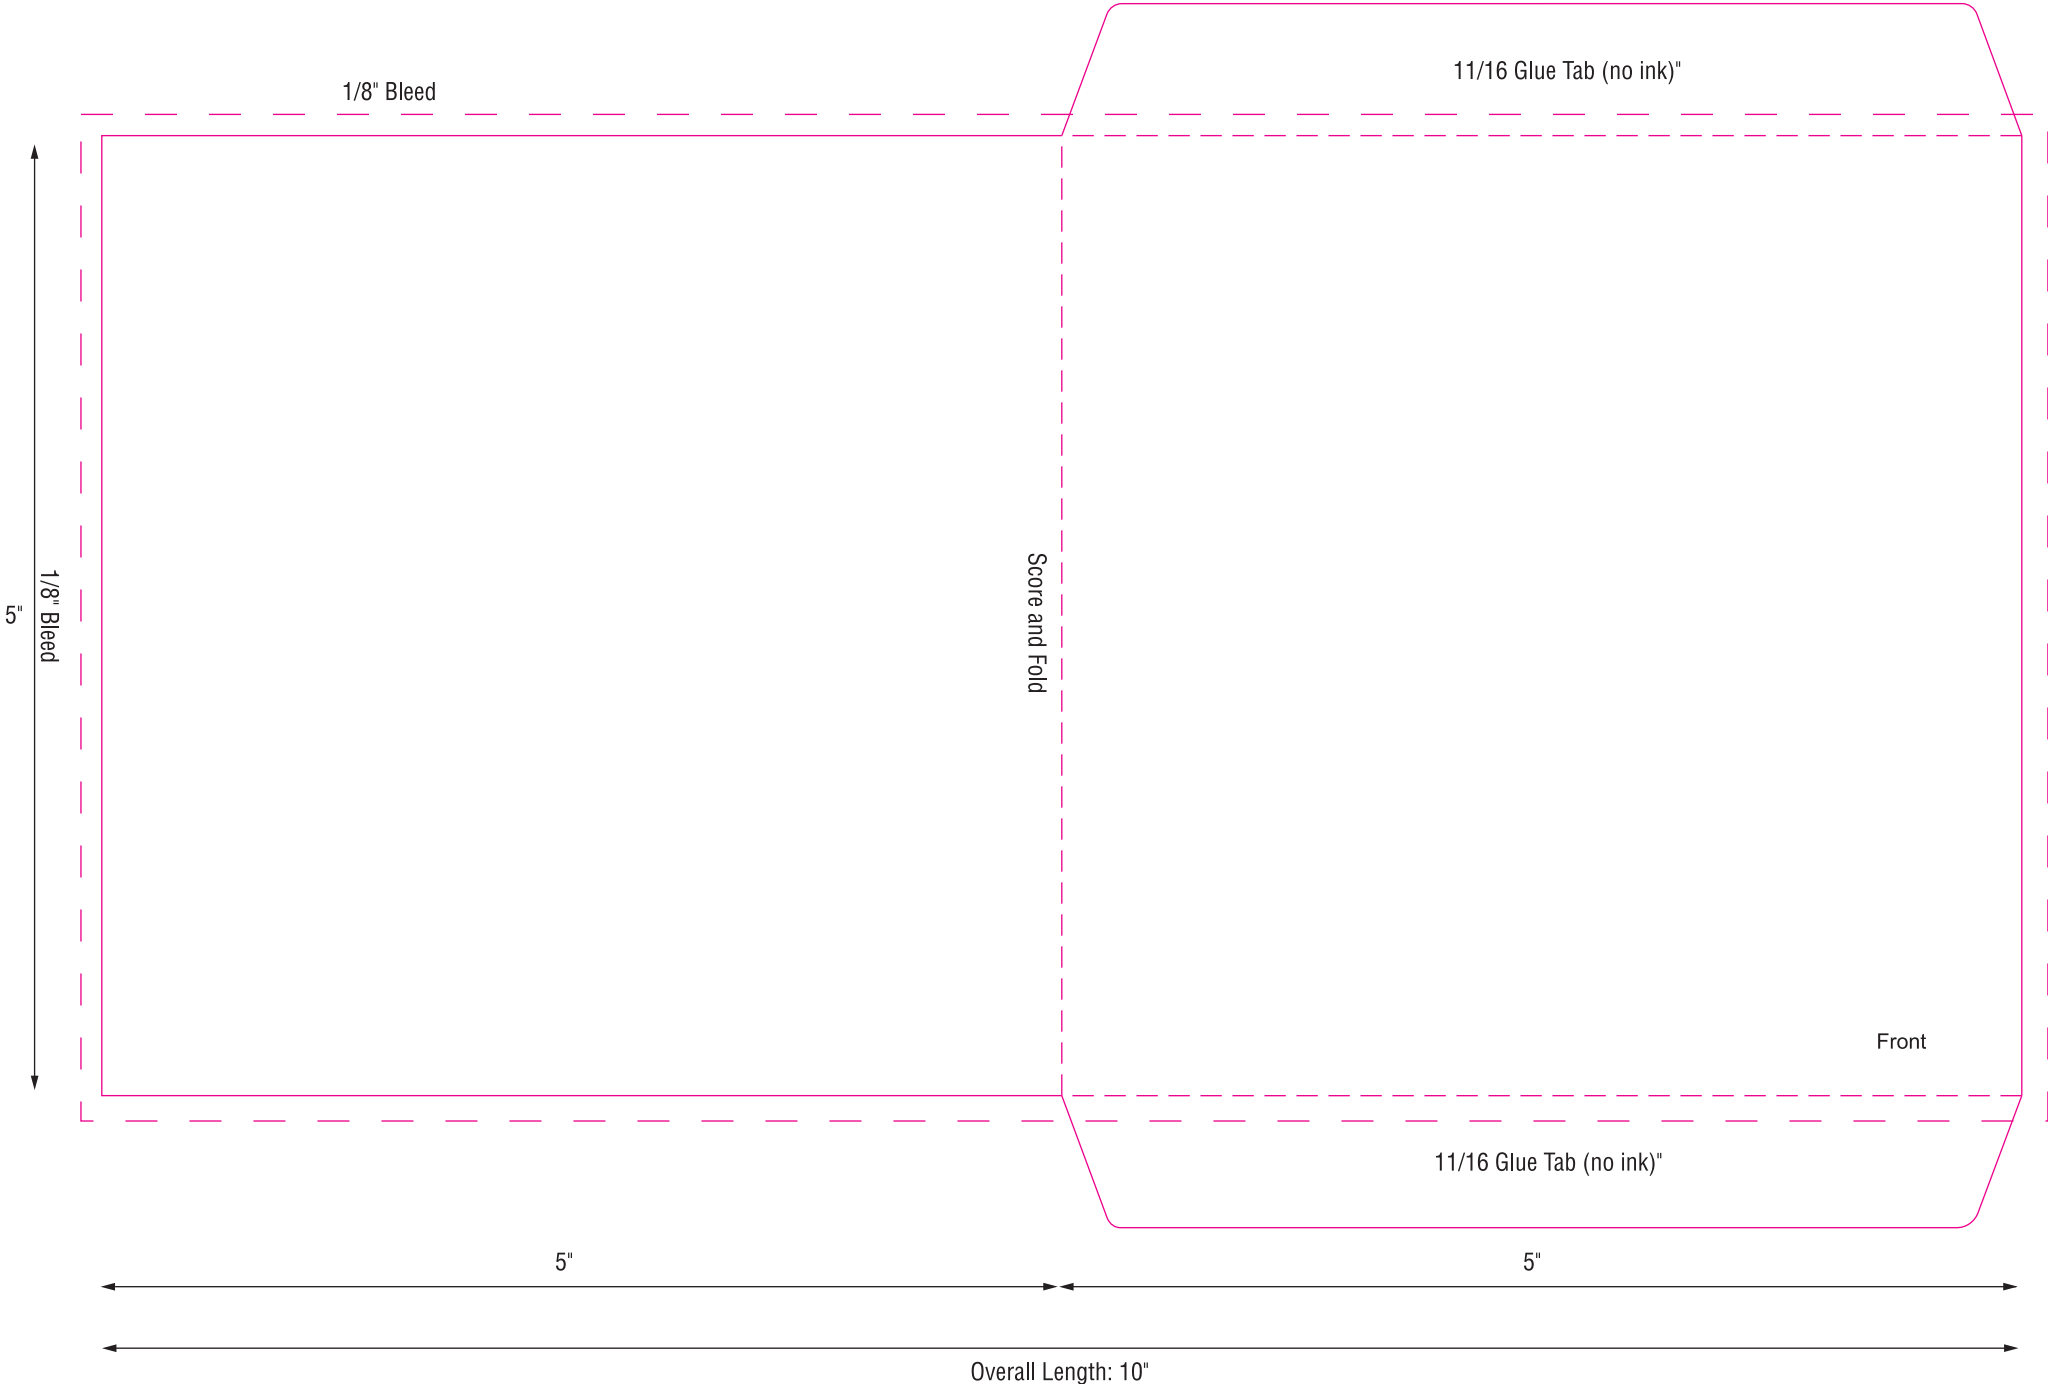 11/16 Glue Tab (no ink)"
1/8" Bleed
5"
1/8" Bleed
Score and Fold
Front
11/16 Glue Tab (no ink)"
5"
5"
Overall Length: 10"